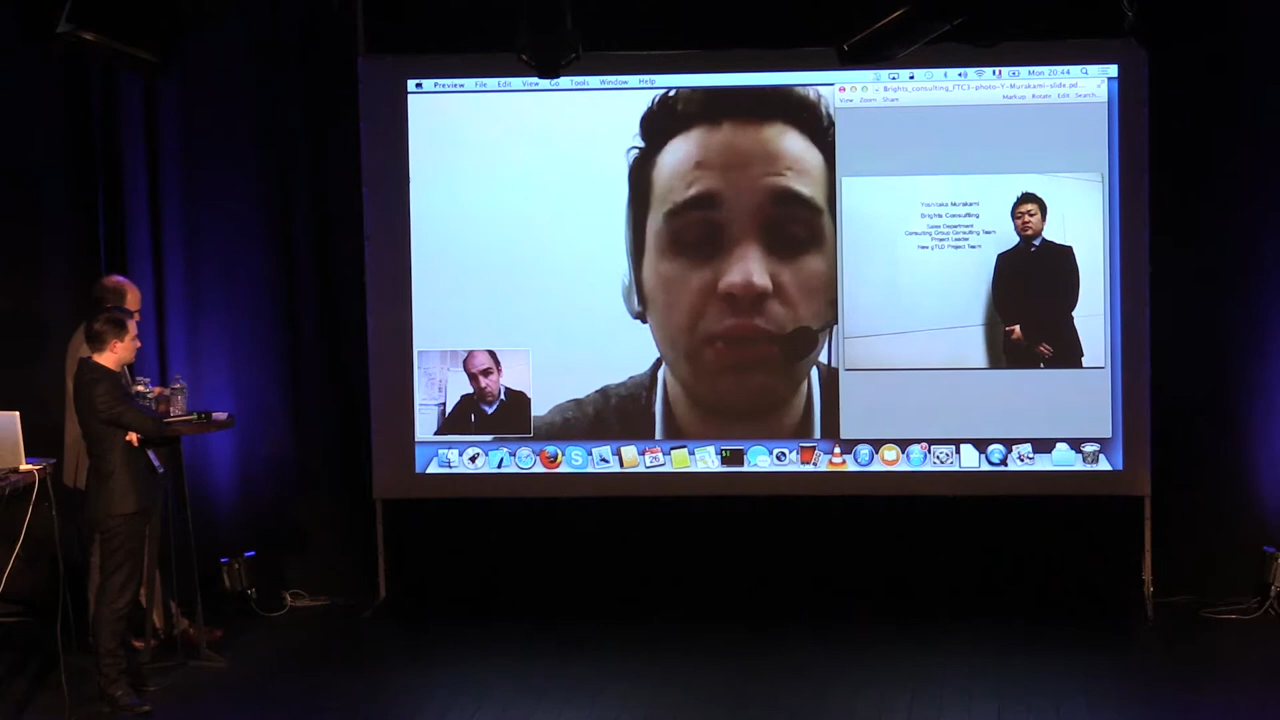 Preview File Edit View Go Tools Window Help
Mon 20:44
Brights_consulting_FTC3-photo-Y-Murakami-slide.pd...
View Zoom Share
Markup Rotate Edit Search...
Yoshitaka Murakami
Brights Consulting
Sales Department
Consulting Group Consulting Team
Project Leader
New gTLD Project Team
26